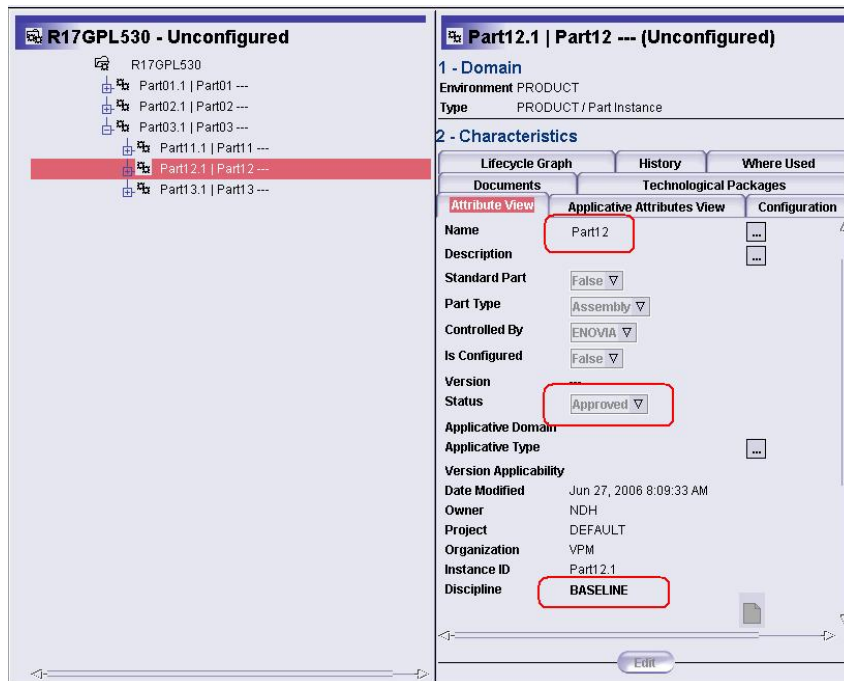 R17GPL530 - Unconfigured
R17GPL530
Part01.1 | Part01 ---
Part02.1 | Part02 ---
Part03.1 | Part03 ---
Part11.1 | Part11 ---
Part12.1 | Part12 ---
Part13.1 | Part13 ---
Part12.1 | Part12 --- (Unconfigured)
1 - Domain
Environment PRODUCT
Type PRODUCT / Part Instance
2 - Characteristics
Lifecycle Graph History Where Used
Documents Technological Packages
Attribute View Applicative Attributes View Configuration
Name Part12 ...
Description ...
Standard Part False
Part Type Assembly
Controlled By ENOVIA
Is Configured False
Version ---
Status Approved
Applicative Domain
Applicative Type ...
Version Applicability
Date Modified Jun 27, 2006 8:09:33 AM
Owner NDH
Project DEFAULT
Organization VPM
Instance ID Part12.1
Discipline BASELINE
Edit